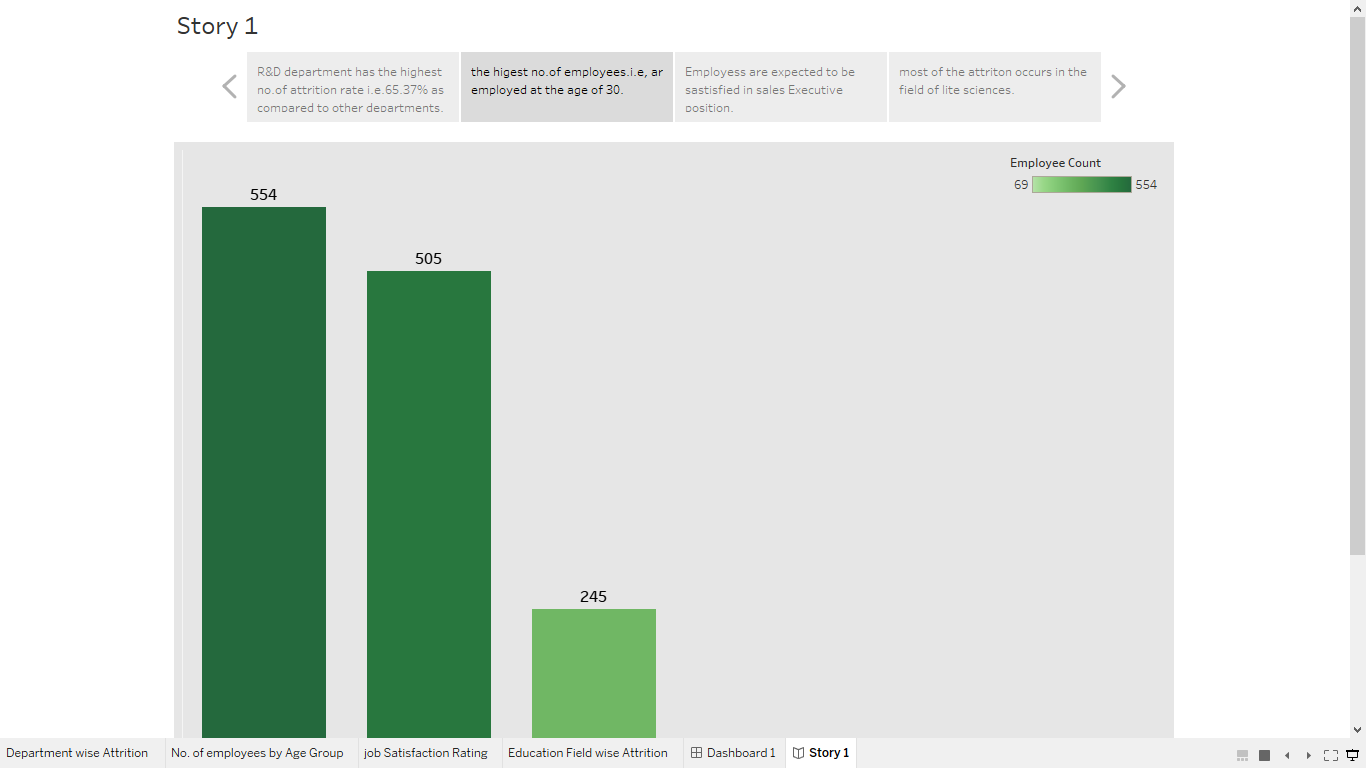 Story 1
R&D department has the highest
no.of attrition rate i.e.65.37% as
compared to other departments.
the higest no.of employees.i.e, ar
employed at the age of 30.
Employess are expected to be
sastisfied in sales Executive
position.
most of the attriton occurs in the
field of lite sciences.
Employee Count
69
554
554
505
245
Department wise Attrition
No. of employees by Age Group
job Satisfaction Rating
Education Field wise Attrition
Dashboard 1
Story 1